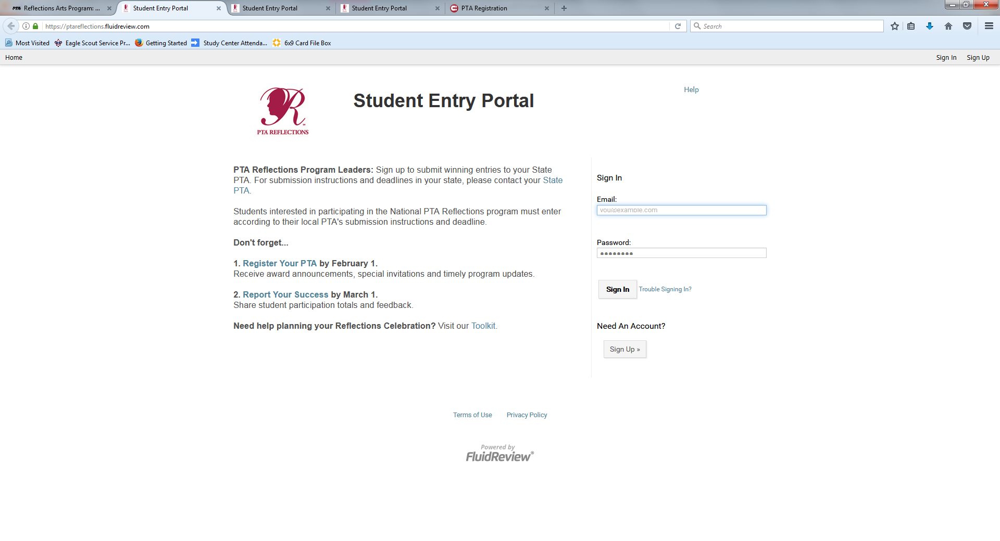 PTA Reflections Arts Program: ...
Student Entry Portal
Student Entry Portal
Student Entry Portal
PTA Registration
https://ptareflections.fluidreview.com
Search
Most Visited
Eagle Scout Service Pr...
Getting Started
Study Center Attenda...
6x9 Card File Box
Home
Sign In
Sign Up
R
PTA REFLECTIONS
Student Entry Portal
Help
PTA Reflections Program Leaders: Sign up to submit winning entries to your State
PTA. For submission instructions and deadlines in your state, please contact your State
PTA.
Students interested in participating in the National PTA Reflections program must enter
according to their local PTA's submission instructions and deadline.
Don't forget...
1. Register Your PTA by February 1.
Receive award announcements, special invitations and timely program updates.
2. Report Your Success by March 1.
Share student participation totals and feedback.
Need help planning your Reflections Celebration? Visit our Toolkit.
Sign In
Email:
you@example.com
Password:
Sign In
Trouble Signing In?
Need An Account?
Sign Up »
Terms of Use
Privacy Policy
Powered by
FluidReview®